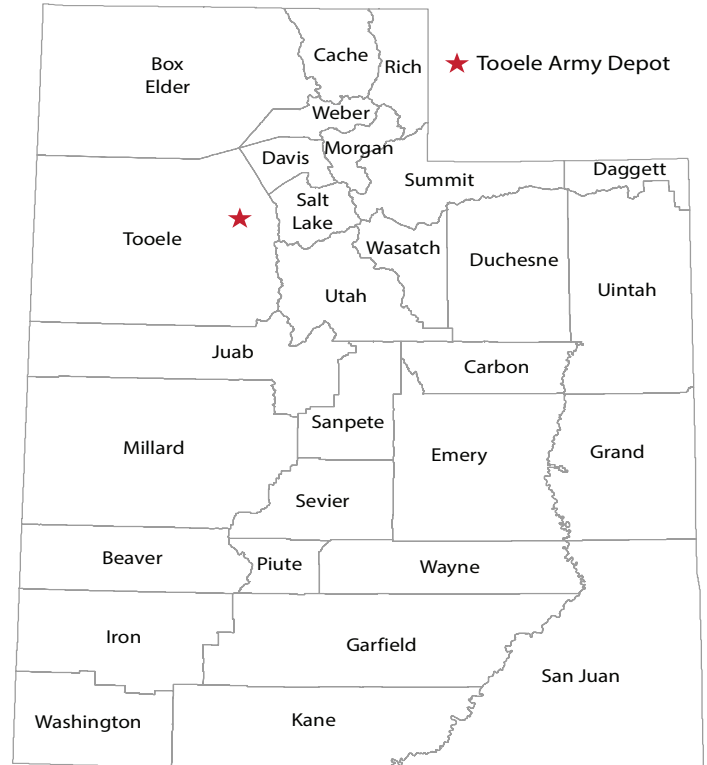 Cache
Rich
Tooele Army Depot
Box
Elder
Weber
Morgan
Davis
Daggett
Summit
Salt
Lake
Tooele
Wasatch
Duchesne
Uintah
Utah
Juab
Carbon
Sanpete
Millard
Emery
Grand
Sevier
Beaver
Piute
Wayne
Iron
Garfield
San Juan
Washington
Kane